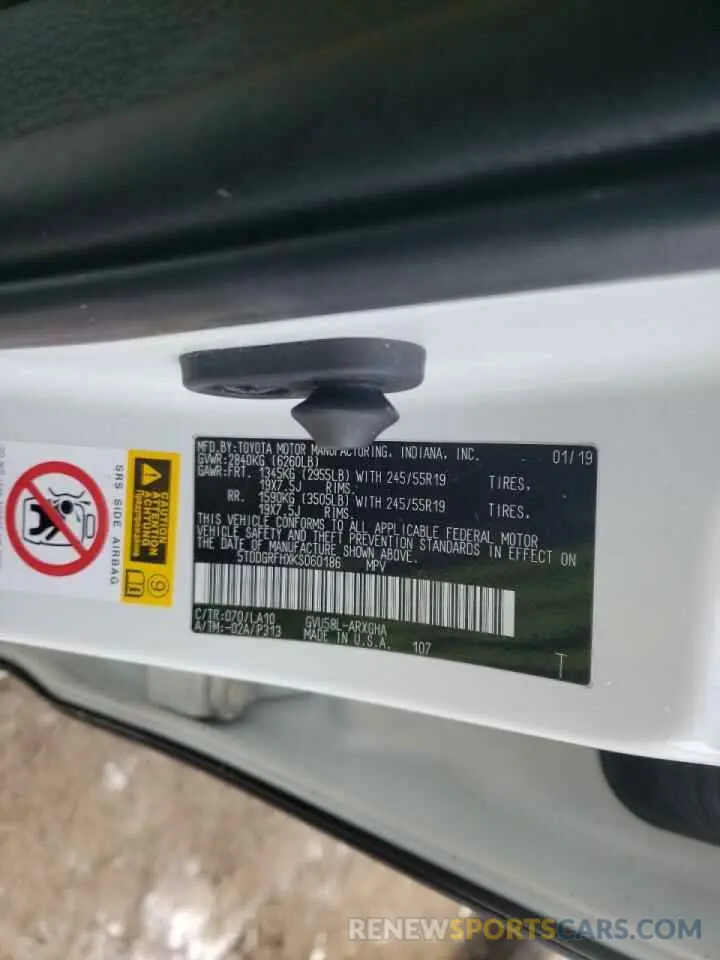 MFD.BY:TOYOTA MOTOR MANUFACTURING, INDIANA, INC. 01/19
GVWR:2840KG (6260LB)
GAWR:FRT. 1345KG (2955LB) WITH 245/55R19 TIRES,
19X7.5J RIMS.
RR. 1590KG (3505LB) WITH 245/55R19 TIRES,
19X7.5J RIMS.
THIS VEHICLE CONFORMS TO ALL APPLICABLE FEDERAL MOTOR
VEHICLE SAFETY AND THEFT PREVENTION STANDARDS IN EFFECT ON
THE DATE OF MANUFACTURE SHOWN ABOVE.
5TDDGRFHXKS060186 MPV
C/TR:070/LA10 GVU58L-ARXGHA
A/TM:-02A/P313 MADE IN U.S.A. 107
T
SRS SIDE AIRBAG
CAUTION
ATTENTION
9
RENEWSPORTSCARS.COM